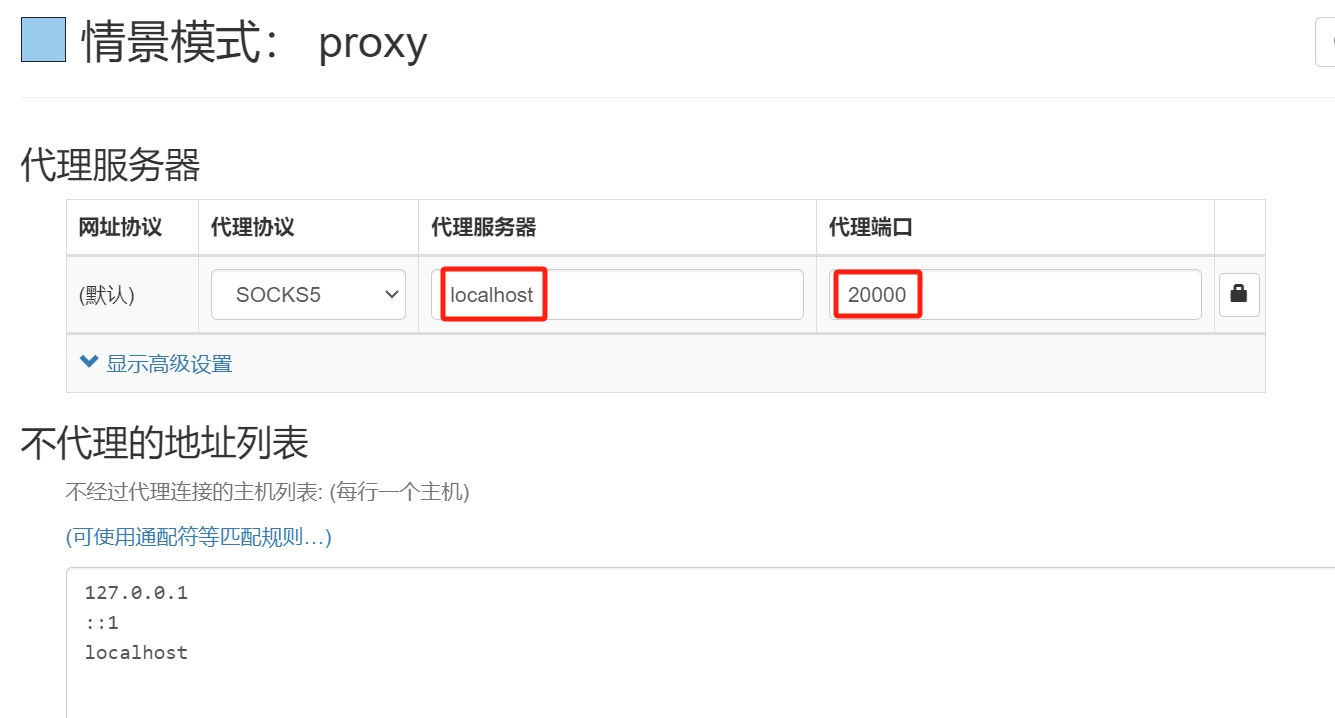 情景模式： proxy
代理服务器
网址协议 代理协议 代理服务器 代理端口
(默认) SOCKS5 localhost 20000
显示高级设置
不代理的地址列表
不经过代理连接的主机列表: (每行一个主机)
(可使用通配符等匹配规则…)
127.0.0.1
::1
localhost